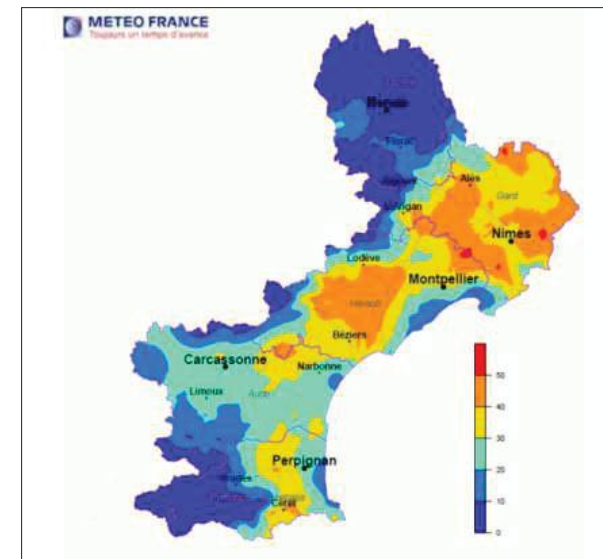 METEO FRANCE
Toujours un temps d'avance
Florac
Alès
Gard
Nîmes
Lodève
Montpellier
Hérault
Béziers
Carcassonne
Narbonne
Limoux
Aude
Perpignan
Céret
50
40
30
20
10
0